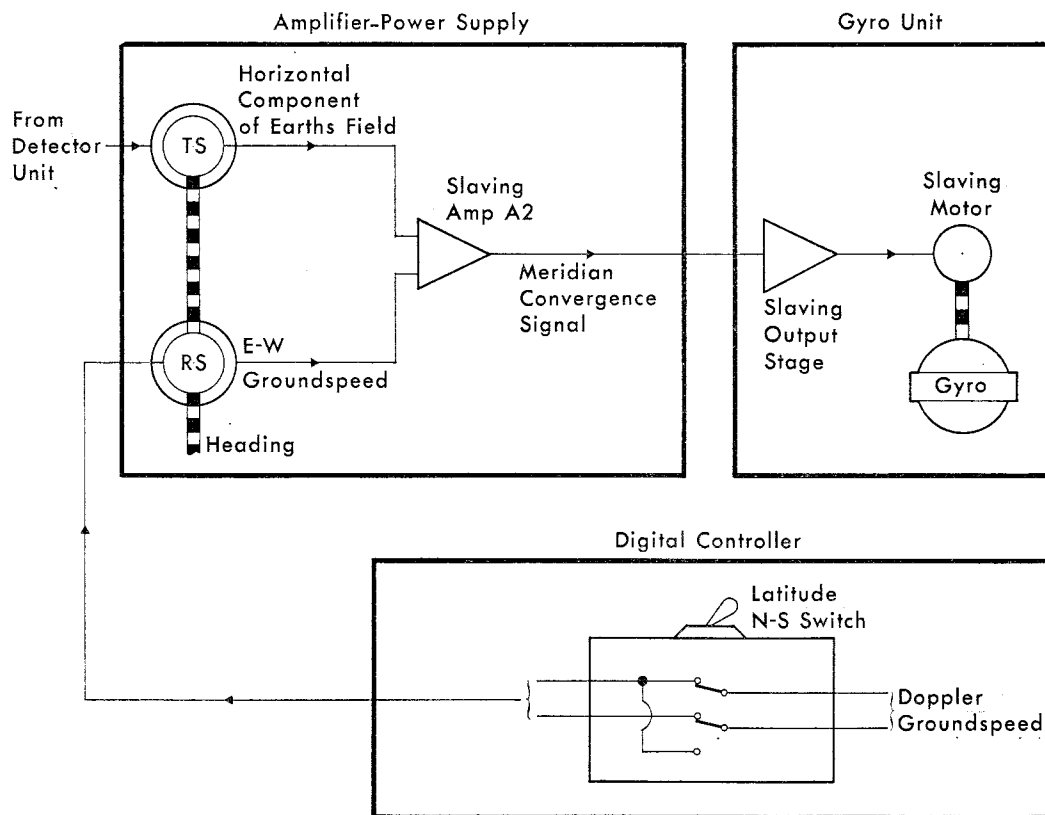 Amplifier-Power Supply
Gyro Unit
Horizontal
Component
of Earths Field
From
Detector
Unit
TS
Slaving
Amp A2
Slaving
Motor
Meridian
Convergence
Signal
Slaving
Output
Stage
E-W
Groundspeed
RS
Gyro
Heading
Digital Controller
Latitude
N-S Switch
Doppler
Groundspeed